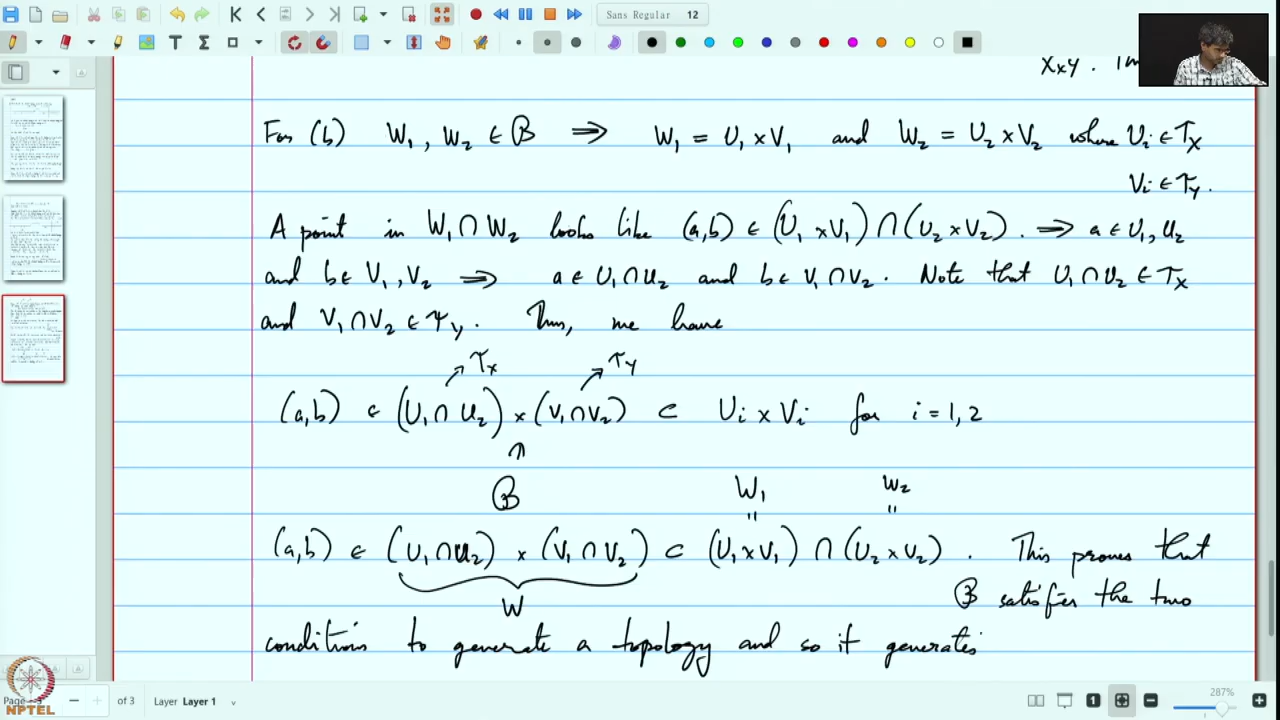 Sans Regular 12
X×Y . Im
For (b) W₁, W₂ ∈ ℬ ⇒ W₁ = U₁ × V₁ and W₂ = U₂ × V₂ where Uᵢ ∈ τ_X
Vᵢ ∈ τ_Y.
A point in W₁ ∩ W₂ looks like (a,b) ∈ (U₁ × V₁) ∩ (U₂ × V₂). ⇒ a ∈ U₁, U₂
and b ∈ V₁, V₂ ⇒ a ∈ U₁ ∩ U₂ and b ∈ V₁ ∩ V₂. Note that U₁ ∩ U₂ ∈ τ_X
and V₁ ∩ V₂ ∈ τ_Y. Thus, we have
↗ τ_X ↗ τ_Y
(a,b) ∈ (U₁ ∩ U₂) × (V₁ ∩ V₂) ⊂ Uᵢ × Vᵢ for i = 1, 2
ℬ W₁ W₂
(a,b) ∈ (U₁ ∩ U₂) × (V₁ ∩ V₂) ⊂ (U₁ × V₁) ∩ (U₂ × V₂) . This proves that
W ℬ satisfies the two
conditions to generate a topology and so it generates
NPTEL
Page 3 of 3 Layer Layer 1
287%